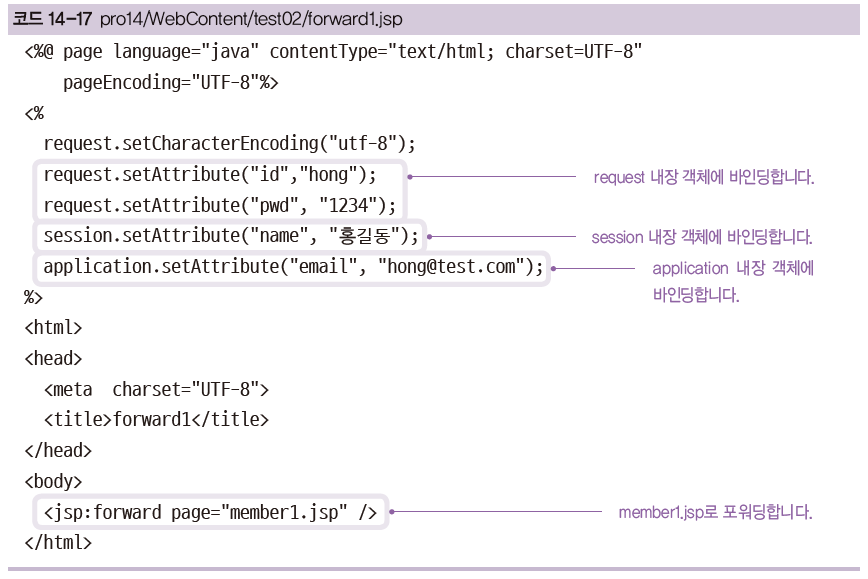 코드 14-17 pro14/WebContent/test02/forward1.jsp
<%@ page language="java" contentType="text/html; charset=UTF-8"
pageEncoding="UTF-8"%>
<%
request.setCharacterEncoding("utf-8");
request.setAttribute("id","hong"); request 내장 객체에 바인딩합니다.
request.setAttribute("pwd", "1234");
session.setAttribute("name", "홍길동"); session 내장 객체에 바인딩합니다.
application.setAttribute("email", "hong@test.com"); application 내장 객체에
바인딩합니다.
%>
<html>
<head>
<meta  charset="UTF-8">
<title>forward1</title>
</head>
<body>
<jsp:forward page="member1.jsp" /> member1.jsp로 포워딩합니다.
</html>